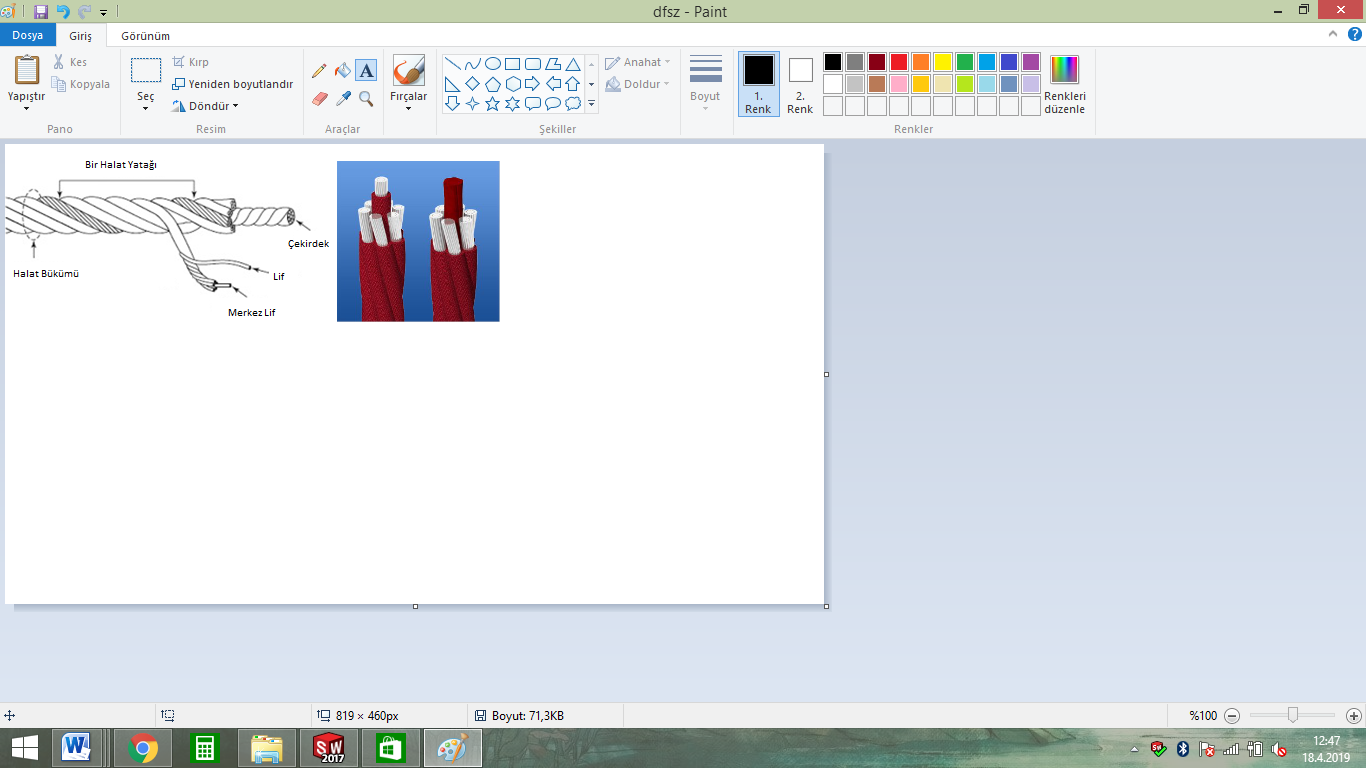 dfsz - Paint
Dosya
Giriş
Görünüm
Yapıştır
Kes
Kopyala
Pano
Seç
Kırp
Yeniden boyutlandır
Döndür
Resim
A
Araçlar
Fırçalar
Şekiller
Anahat
Doldur
Boyut
1.
Renk
2.
Renk
Renkleri
düzenle
Renkler
Bir Halat Yatağı
Çekirdek
Halat Bükümü
Lif
Merkez Lif
819 × 460px
Boyut: 71,3KB
%100
W
SW
2017
12:47
18.4.2019